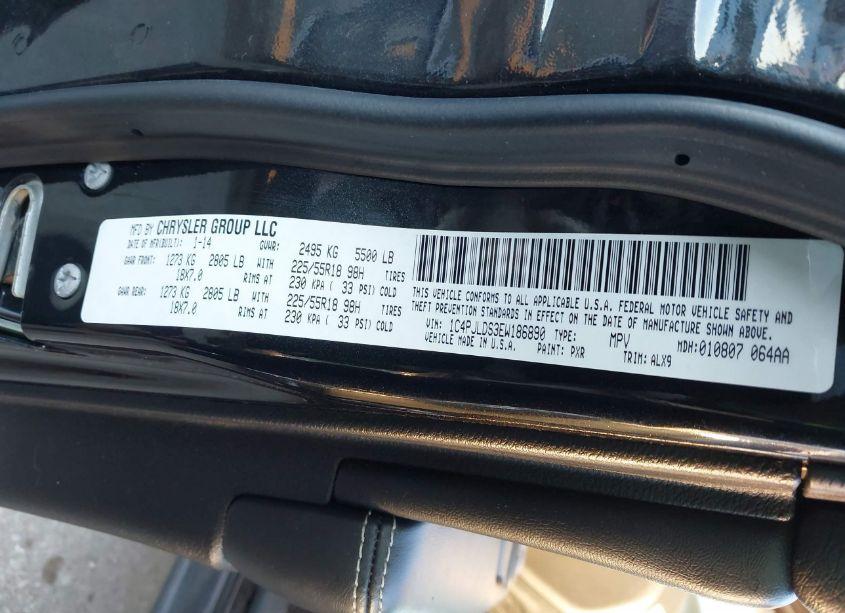 MFD BY CHRYSLER GROUP LLC
DATE OF MFR(BUILT): 1-14 GVWR: 2495 KG 5500 LB
GAWR FRONT: 1273 KG 2805 LB WITH 225/55R18 98H TIRES
18X7.0 RIMS AT 230 KPA ( 33 PSI) COLD
GAWR REAR: 1273 KG 2805 LB WITH 225/55R18 98H TIRES
18X7.0 RIMS AT 230 KPA ( 33 PSI) COLD
THIS VEHICLE CONFORMS TO ALL APPLICABLE U.S.A. FEDERAL MOTOR VEHICLE SAFETY AND
THEFT PREVENTION STANDARDS IN EFFECT ON THE DATE OF MANUFACTURE SHOWN ABOVE.
VIN: 1C4PJLDS3EW186890 TYPE: MPV MDH:010807 064AA
VEHICLE MADE IN U.S.A. PAINT: PXR TRIM: ALX9